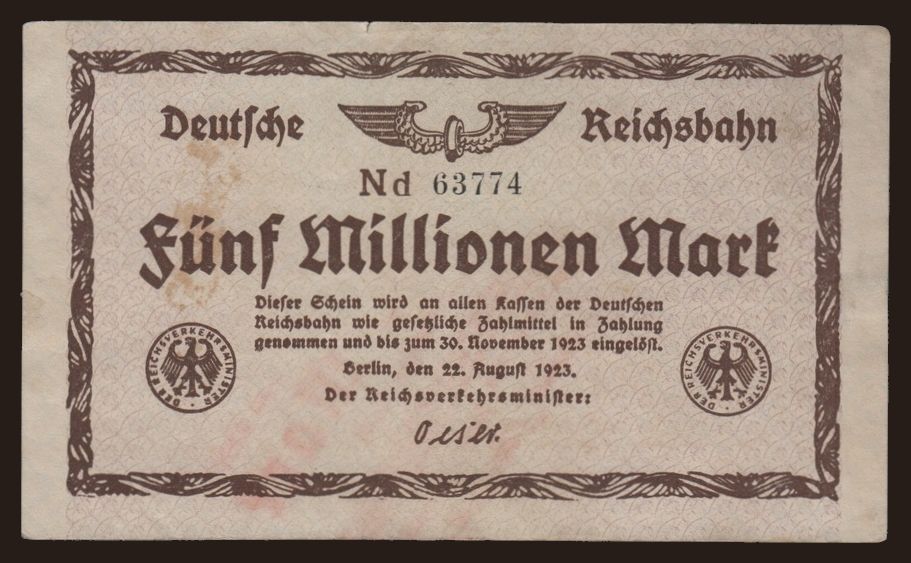 Deutsche Reichsbahn
Nd 63774
Fünf Millionen Mark
Dieser Schein wird an allen Kassen der Deutschen
Reichsbahn wie gesetzliche Zahlmittel in Zahlung
genommen und bis zum 30. November 1923 eingelöst.
Berlin, den 22. August 1923.
Der Reichsverkehrsminister:
Oeser.
DER REICHSVERKEHRSMINISTER
DER REICHSVERKEHRSMINISTER